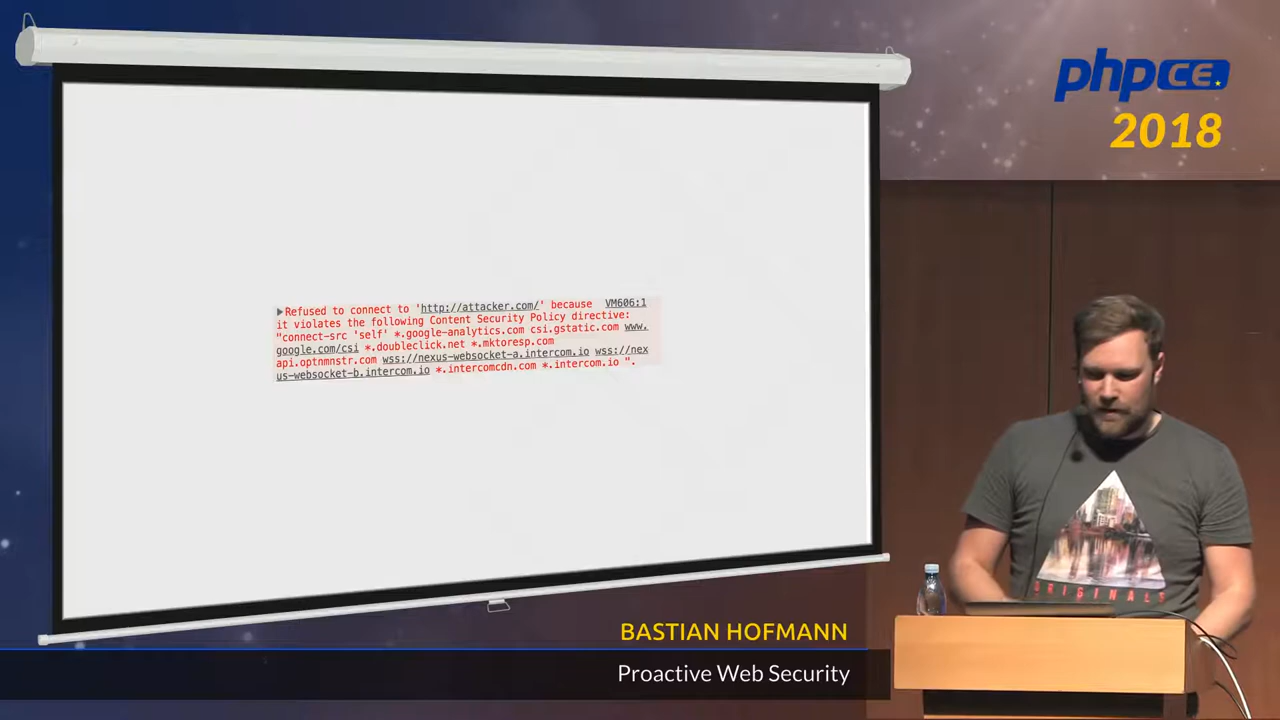 phpce.
2018
▶Refused to connect to 'http://attacker.com/' because VM606:1
it violates the following Content Security Policy directive:
"connect-src 'self' *.google-analytics.com csi.gstatic.com www.
google.com/csi *.doubleclick.net *.mktoresp.com
api.optnmnstr.com wss://nexus-websocket-a.intercom.io wss://nex
us-websocket-b.intercom.io *.intercomcdn.com *.intercom.io ".
ORIGINALS
BASTIAN HOFMANN
Proactive Web Security